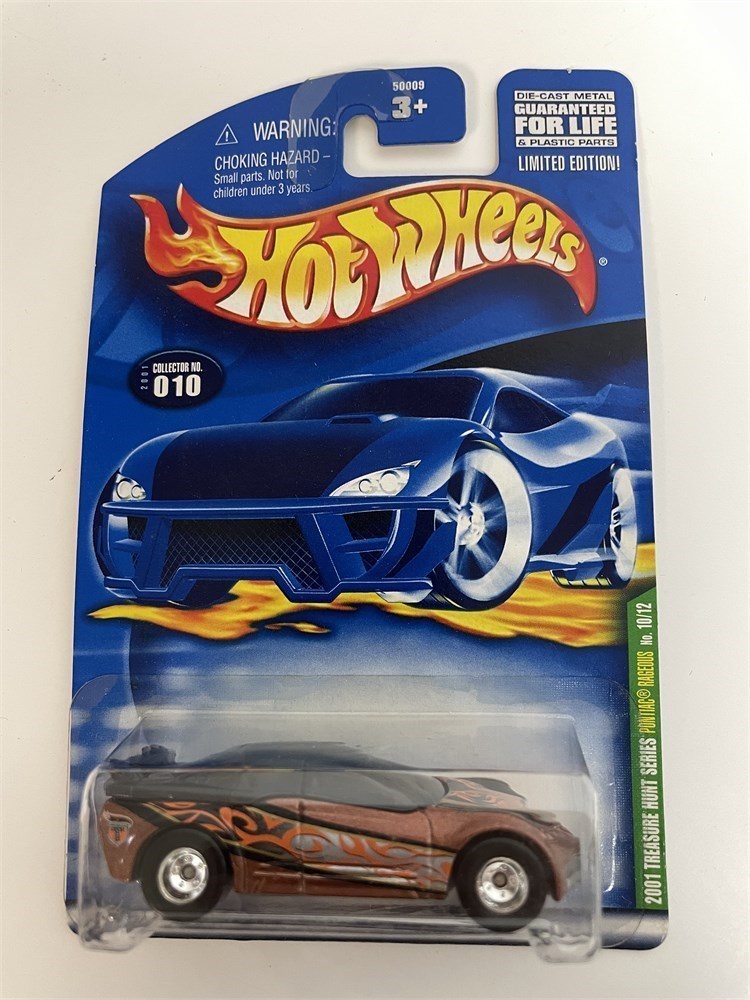 50009
3+
WARNING:
CHOKING HAZARD –
Small parts. Not for
children under 3 years.
DIE-CAST METAL
GUARANTEED
FOR LIFE
& PLASTIC PARTS
LIMITED EDITION!
HOT WHEELS®
2001
COLLECTOR NO.
010
2001 TREASURE HUNT SERIES PONTIAC® RAGEOUS No. 10/12